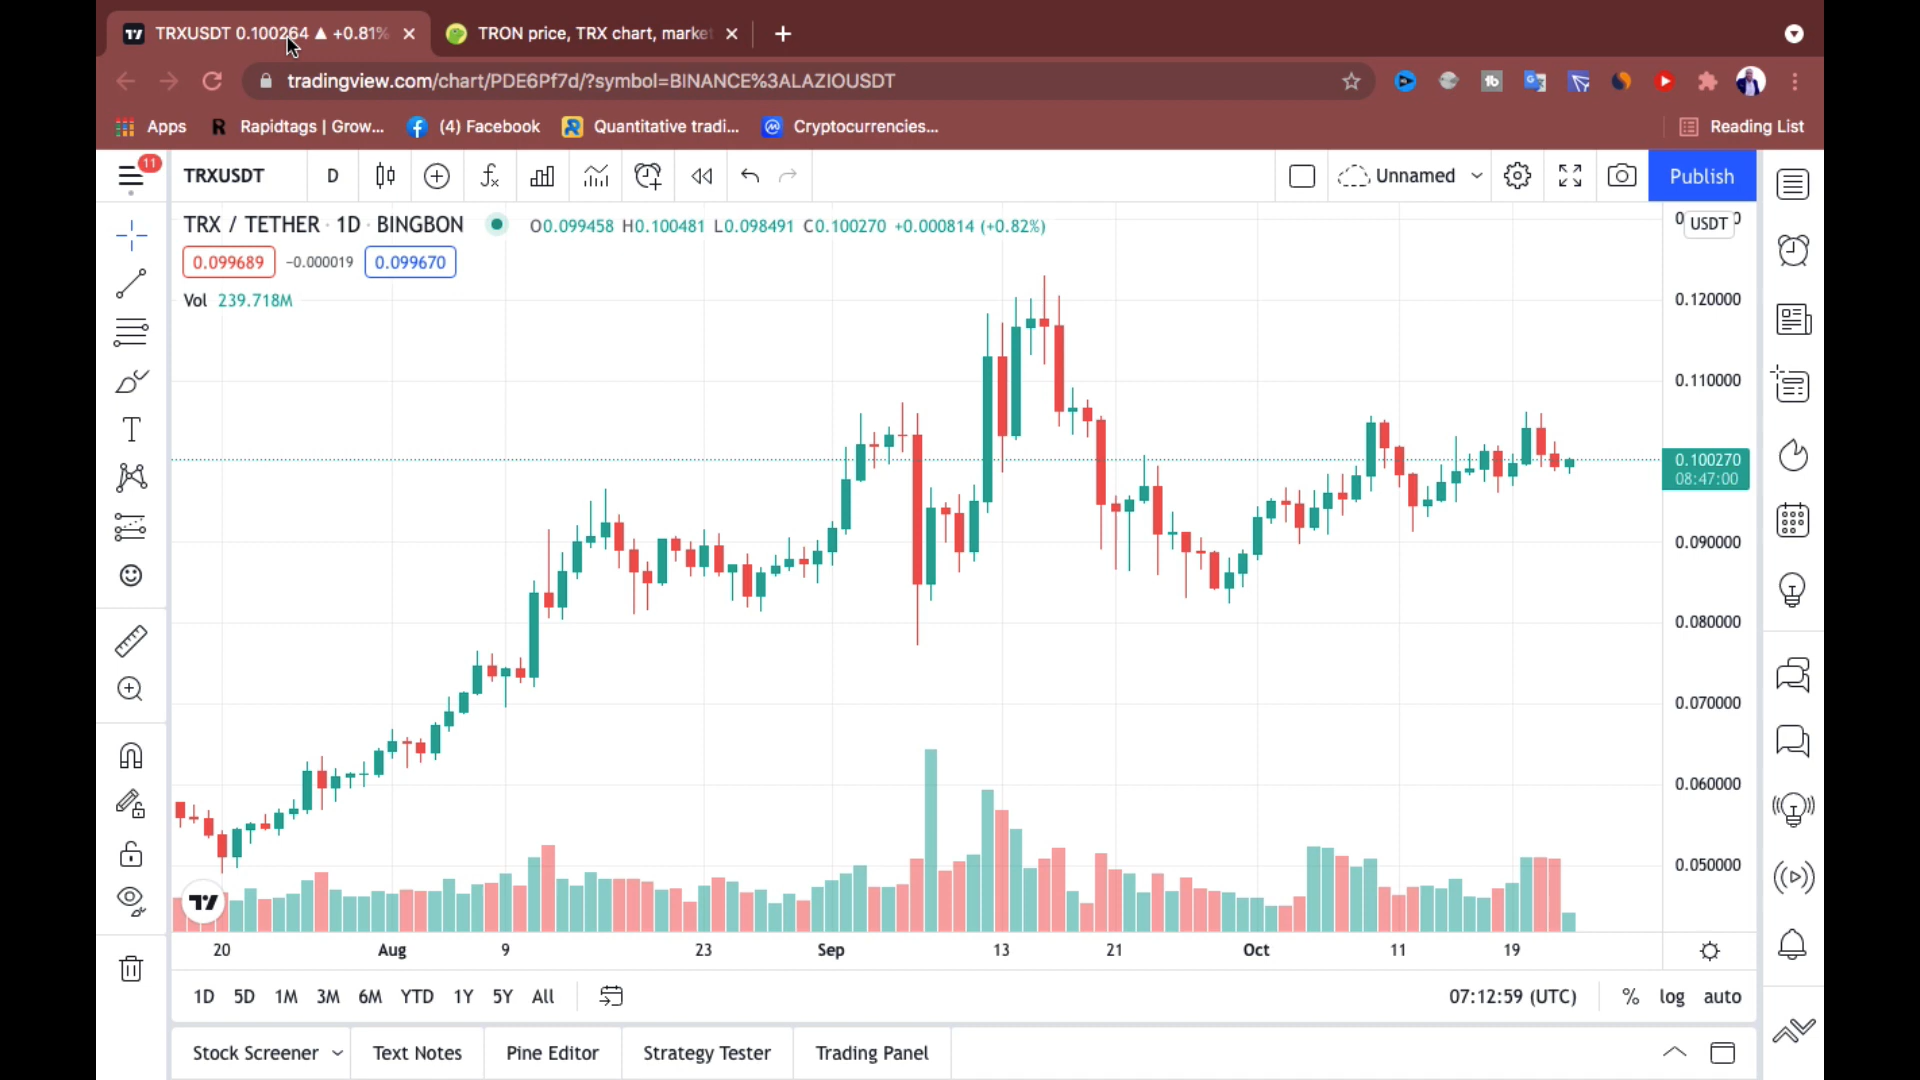 TRXUSDT 0.100264 ▲ +0.81%
TRON price, TRX chart, marke
tradingview.com/chart/PDE6Pf7d/?symbol=BINANCE%3ALAZIOUSDT
Apps
Rapidtags | Grow...
(4) Facebook
Quantitative tradi...
Cryptocurrencies...
Reading List
11
TRXUSDT
D
Unnamed
Publish
TRX / TETHER · 1D · BINGBON
O0.099458 H0.100481 L0.098491 C0.100270 +0.000814 (+0.82%)
USDT
0.099689
−0.000019
0.099670
Vol 239.718M
0.120000
0.110000
0.100270
08:47:00
0.090000
0.080000
0.070000
0.060000
0.050000
20
Aug
9
23
Sep
13
21
Oct
11
19
1D
5D
1M
3M
6M
YTD
1Y
5Y
All
07:12:59 (UTC)
%
log
auto
Stock Screener
Text Notes
Pine Editor
Strategy Tester
Trading Panel